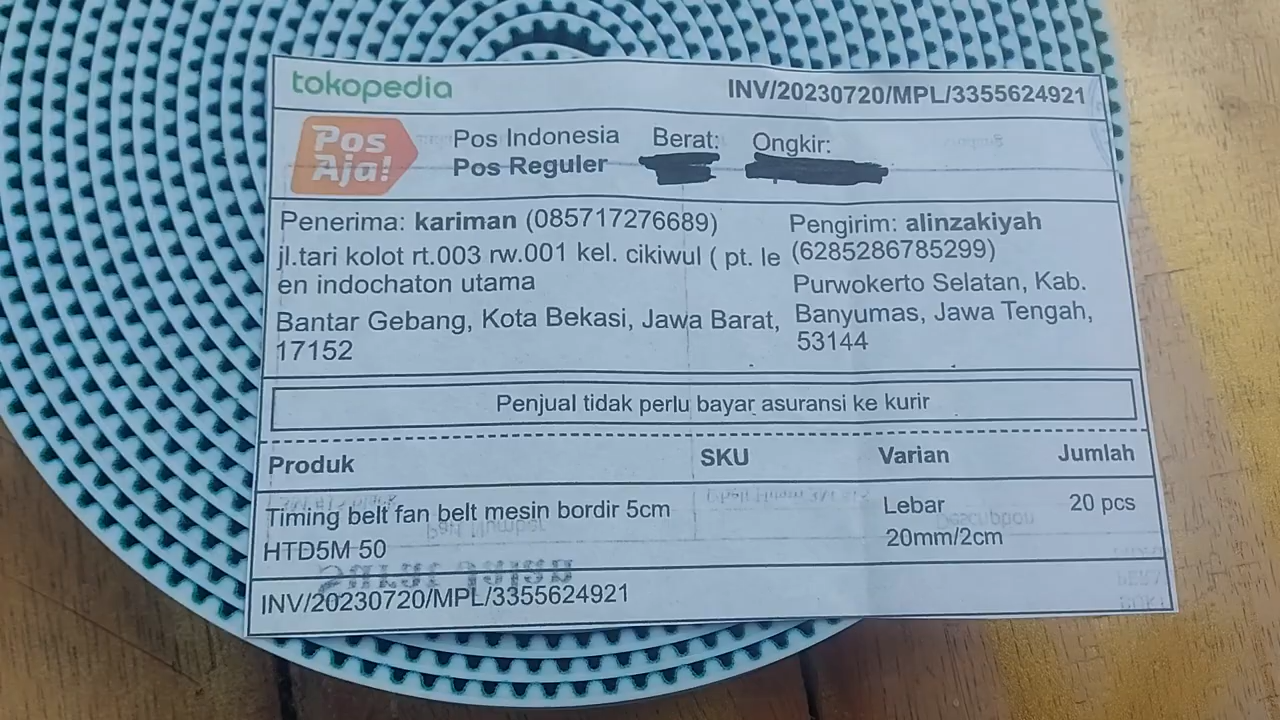 tokopedia
INV/20230720/MPL/3355624921
Pos Aja!
Pos Indonesia
Pos Reguler
Berat:
Ongkir:
Penerima: kariman (085717276689)
jl.tari kolot rt.003 rw.001 kel. cikiwul ( pt. le
en indochaton utama
Bantar Gebang, Kota Bekasi, Jawa Barat,
17152
Pengirim: alinzakiyah
(6285286785299)
Purwokerto Selatan, Kab.
Banyumas, Jawa Tengah,
53144
Penjual tidak perlu bayar asuransi ke kurir
Produk SKU Varian Jumlah
Timing belt fan belt mesin bordir 5cm
HTD5M 50
Lebar
20mm/2cm
20 pcs
INV/20230720/MPL/3355624921